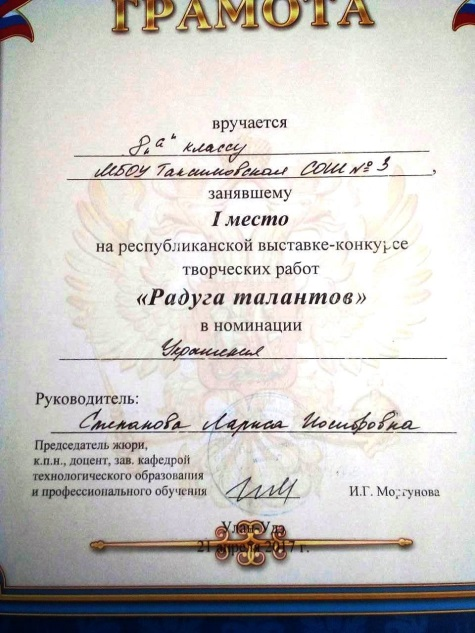 ГРАМОТА
вручается
8 „а" классу
МБОУ Таксимовская СОШ № 3,
занявшему
I место
на республиканской выставке-конкурсе
творческих работ
«Радуга талантов»
в номинации
Украшения
Руководитель:
Степанова Лариса Иосифовна
Председатель жюри,
к.п.н., доцент, зав. кафедрой
технологического образования
и профессионального обучения И.Г. Моргунова
Улан-Удэ
21 апреля 2017 г.